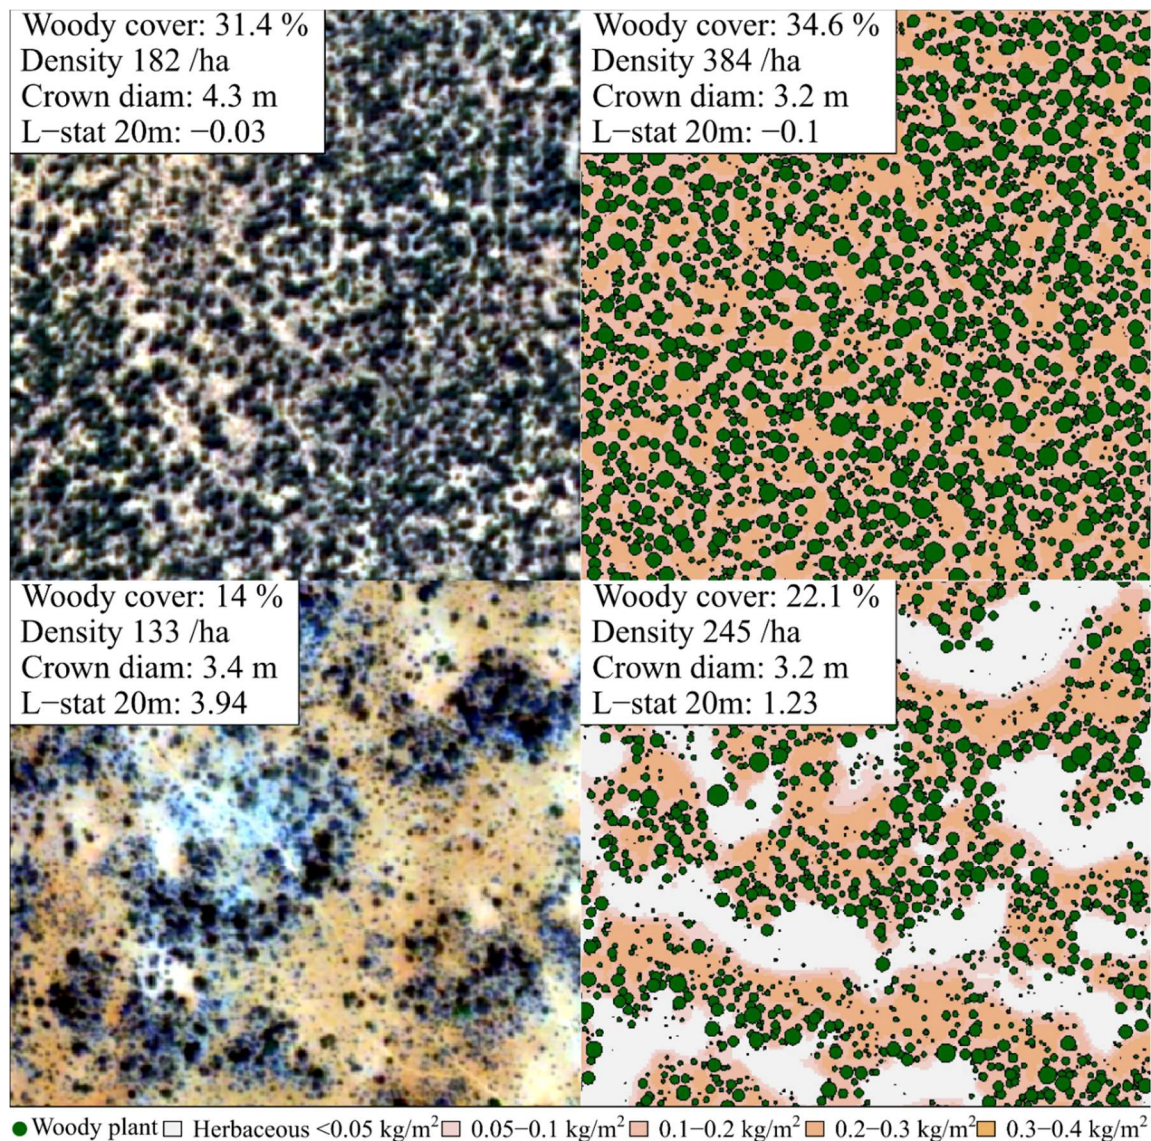 Woody cover: 31.4 %
Density 182 /ha
Crown diam: 4.3 m
L−stat 20m: −0.03
Woody cover: 34.6 %
Density 384 /ha
Crown diam: 3.2 m
L−stat 20m: −0.1
Woody cover: 14 %
Density 133 /ha
Crown diam: 3.4 m
L−stat 20m: 3.94
Woody cover: 22.1 %
Density 245 /ha
Crown diam: 3.2 m
L−stat 20m: 1.23
Woody plant Herbaceous <0.05 kg/m² 0.05−0.1 kg/m² 0.1−0.2 kg/m² 0.2−0.3 kg/m² 0.3−0.4 kg/m²